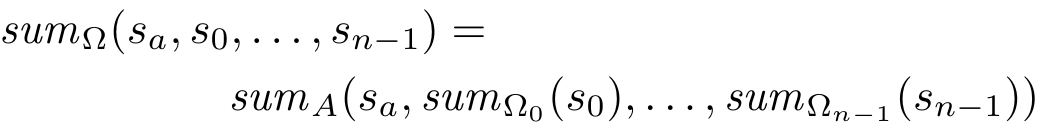 sum_Ω(s_a, s_0, . . . , s_{n−1}) =
sum_A(s_a, sum_{Ω_0}(s_0), . . . , sum_{Ω_{n−1}}(s_{n−1}))